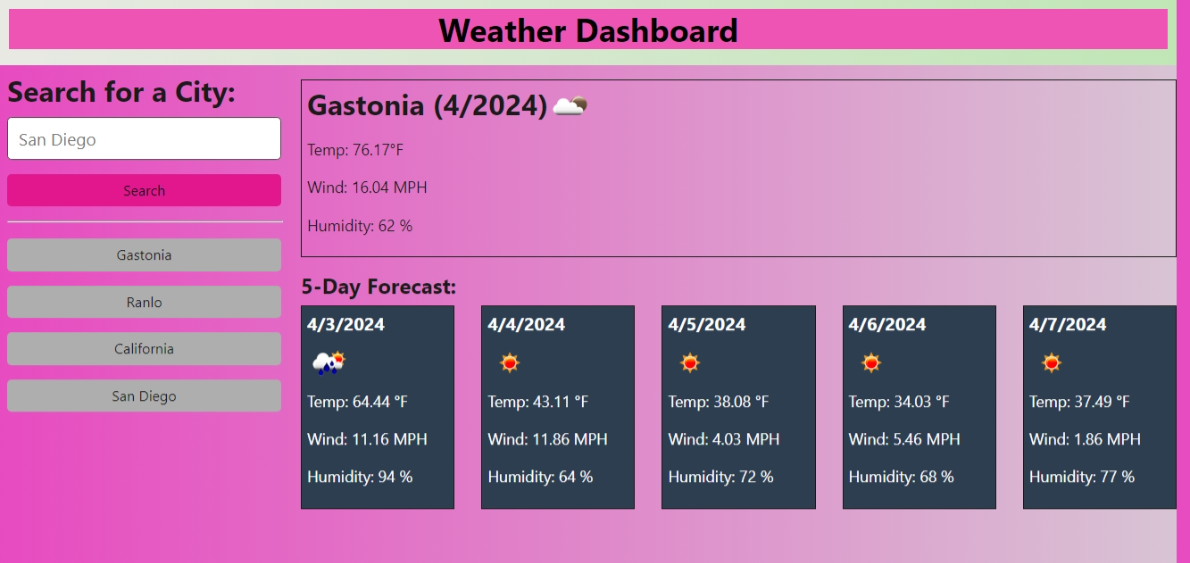 Weather Dashboard
Search for a City:
San Diego
Search
Gastonia
Ranlo
California
San Diego
Gastonia (4/2024)
Temp: 76.17°F
Wind: 16.04 MPH
Humidity: 62 %
5-Day Forecast:
4/3/2024
Temp: 64.44 °F
Wind: 11.16 MPH
Humidity: 94 %
4/4/2024
Temp: 43.11 °F
Wind: 11.86 MPH
Humidity: 64 %
4/5/2024
Temp: 38.08 °F
Wind: 4.03 MPH
Humidity: 72 %
4/6/2024
Temp: 34.03 °F
Wind: 5.46 MPH
Humidity: 68 %
4/7/2024
Temp: 37.49 °F
Wind: 1.86 MPH
Humidity: 77 %